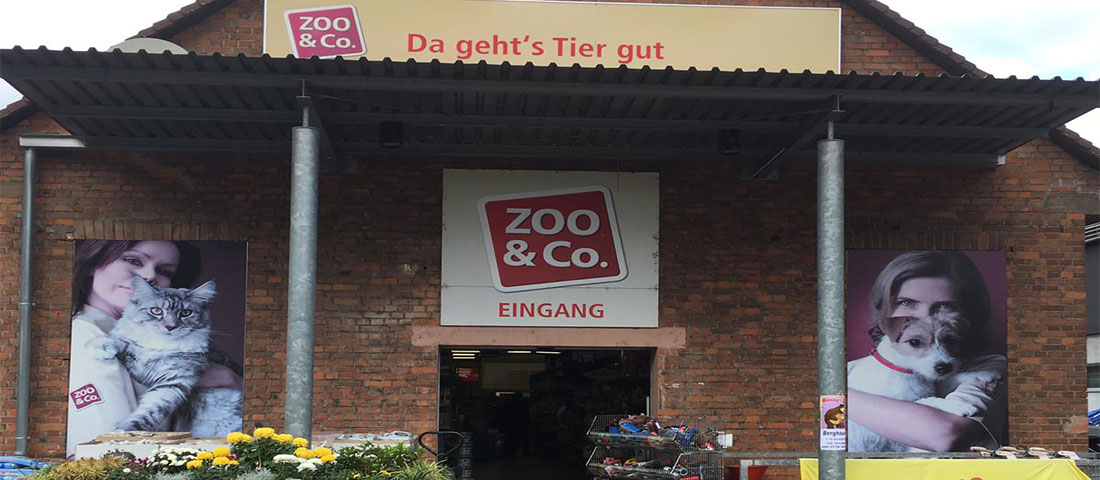 ZOO
& Co.
Da geht's Tier gut
ZOO
& Co.
EINGANG
ZOO
& Co.